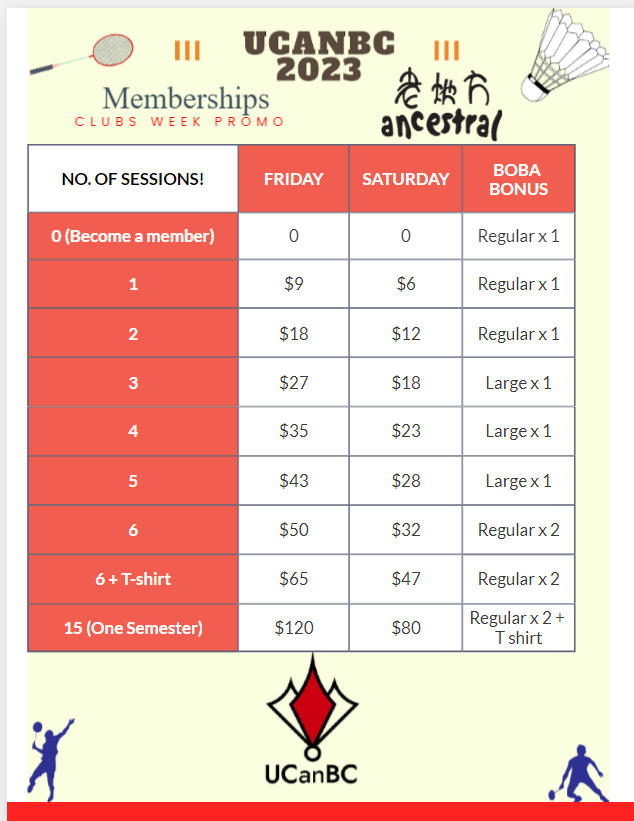 UCANBC
2023
Memberships
CLUBS WEEK PROMO
老地方
ancestral
NO. OF SESSIONS! FRIDAY SATURDAY BOBA BONUS
0 (Become a member) 0 0 Regular x 1
1 $9 $6 Regular x 1
2 $18 $12 Regular x 1
3 $27 $18 Large x 1
4 $35 $23 Large x 1
5 $43 $28 Large x 1
6 $50 $32 Regular x 2
6 + T-shirt $65 $47 Regular x 2
15 (One Semester) $120 $80 Regular x 2 + T shirt
UCanBC